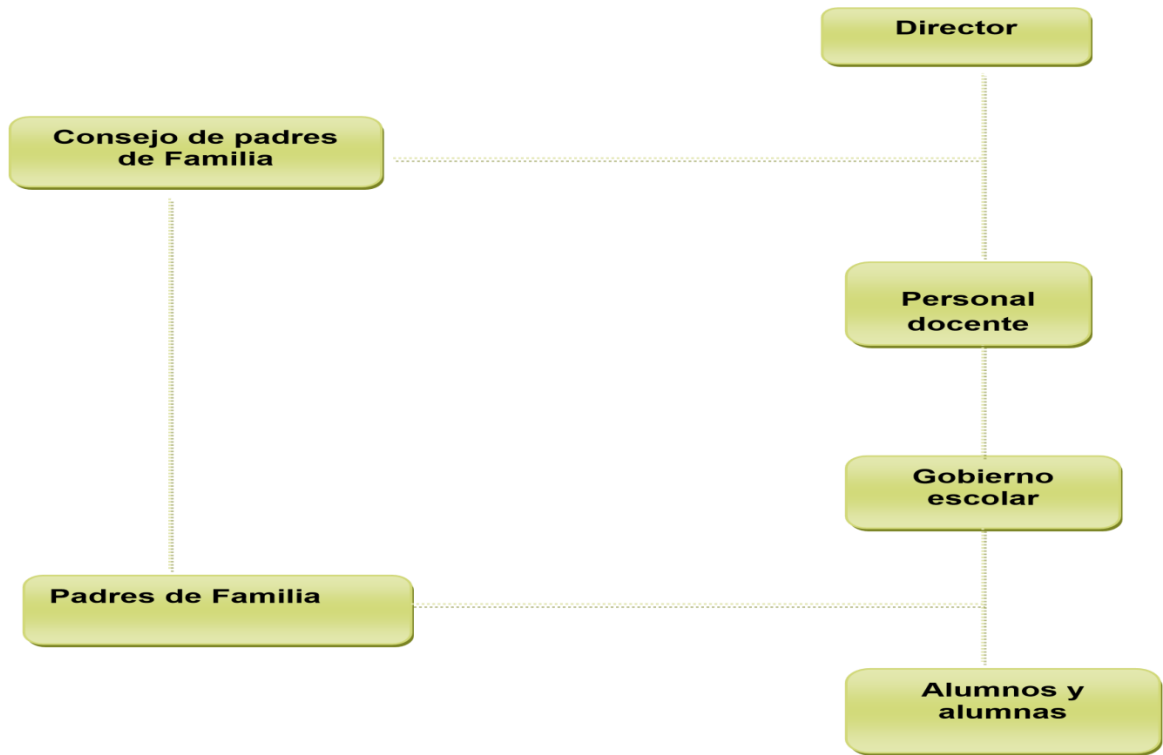 Director
Consejo de padres
de Familia
Personal
docente
Gobierno
escolar
Padres de Familia
Alumnos y
alumnas